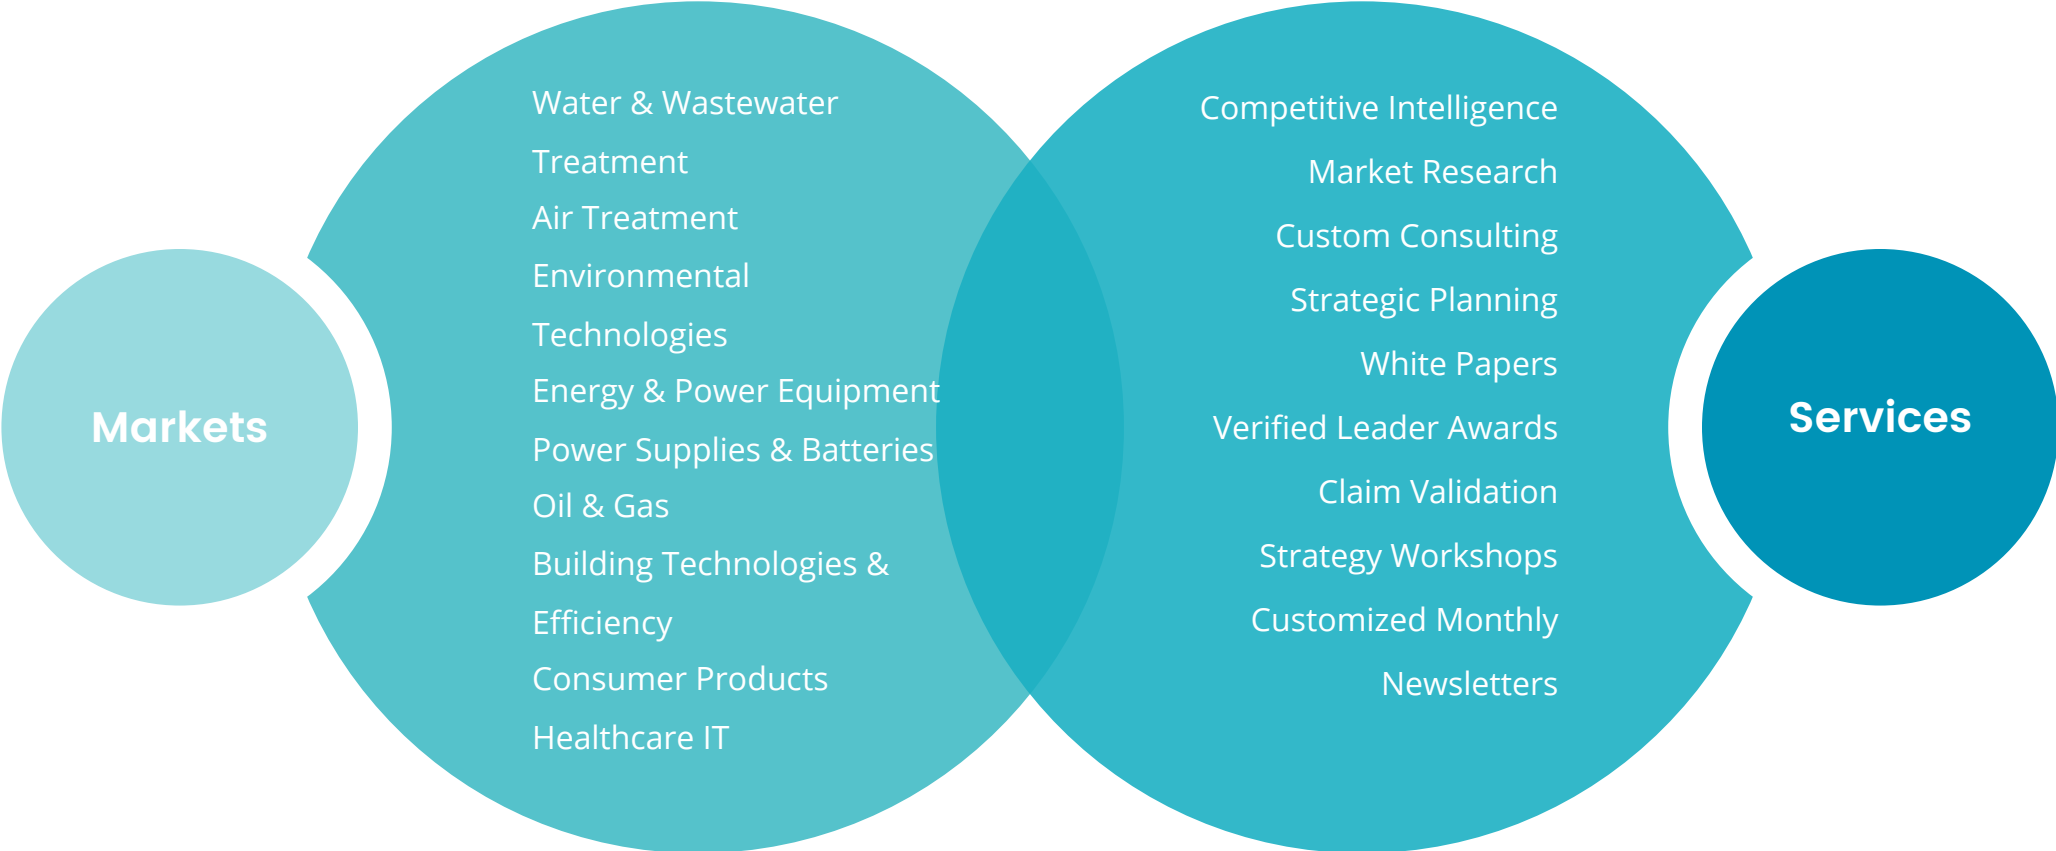 Markets
Water & Wastewater
Treatment
Air Treatment
Environmental
Technologies
Energy & Power Equipment
Power Supplies & Batteries
Oil & Gas
Building Technologies &
Efficiency
Consumer Products
Healthcare IT
Competitive Intelligence
Market Research
Custom Consulting
Strategic Planning
White Papers
Verified Leader Awards
Claim Validation
Strategy Workshops
Customized Monthly
Newsletters
Services